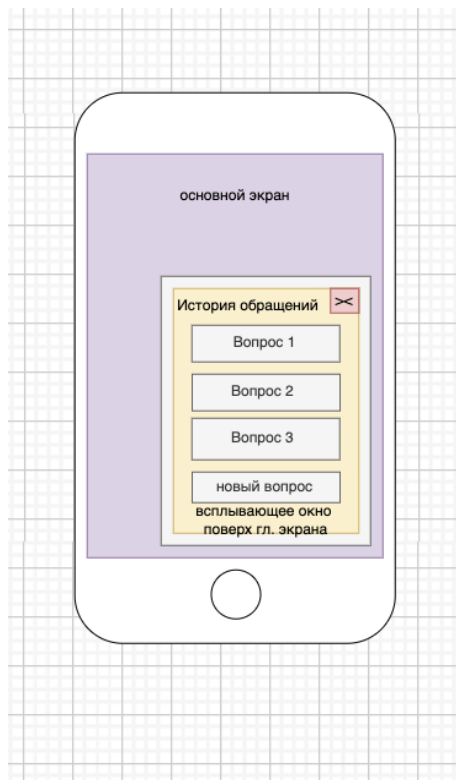 основной экран
История обращений
Вопрос 1
Вопрос 2
Вопрос 3
новый вопрос
всплывающее окно
поверх гл. экрана